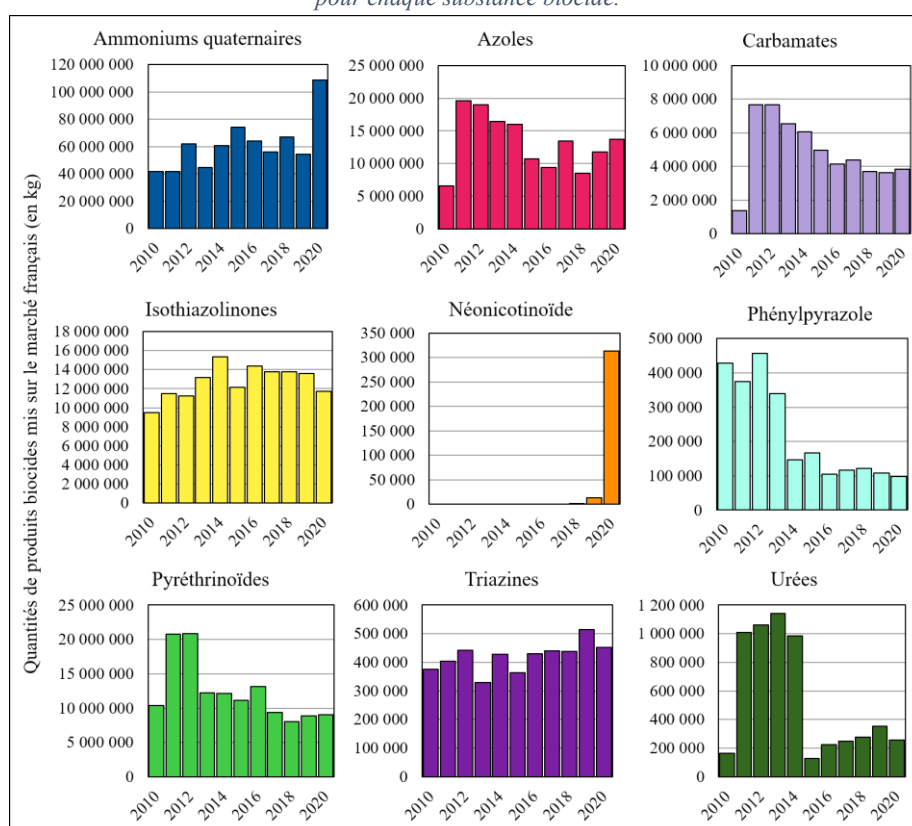 pour chaque substance biocide.
Quantités de produits biocides mis sur le marché français (en kg)
Ammoniums quaternaires
120 000 000
100 000 000
80 000 000
60 000 000
40 000 000
20 000 000
0
2010 2012 2014 2016 2018 2020
Azoles
25 000 000
20 000 000
15 000 000
10 000 000
5 000 000
0
2010 2012 2014 2016 2018 2020
Carbamates
10 000 000
8 000 000
6 000 000
4 000 000
2 000 000
0
2010 2012 2014 2016 2018 2020
Isothiazolinones
18 000 000
16 000 000
14 000 000
12 000 000
10 000 000
8 000 000
6 000 000
4 000 000
2 000 000
0
2010 2012 2014 2016 2018 2020
Néonicotinoïde
350 000
300 000
250 000
200 000
150 000
100 000
50 000
0
2010 2012 2014 2016 2018 2020
Phénylpyrazole
500 000
400 000
300 000
200 000
100 000
0
2010 2012 2014 2016 2018 2020
Pyréthrinoïdes
25 000 000
20 000 000
15 000 000
10 000 000
5 000 000
0
2010 2012 2014 2016 2018 2020
Triazines
600 000
500 000
400 000
300 000
200 000
100 000
0
2010 2012 2014 2016 2018 2020
Urées
1 200 000
1 000 000
800 000
600 000
400 000
200 000
0
2010 2012 2014 2016 2018 2020